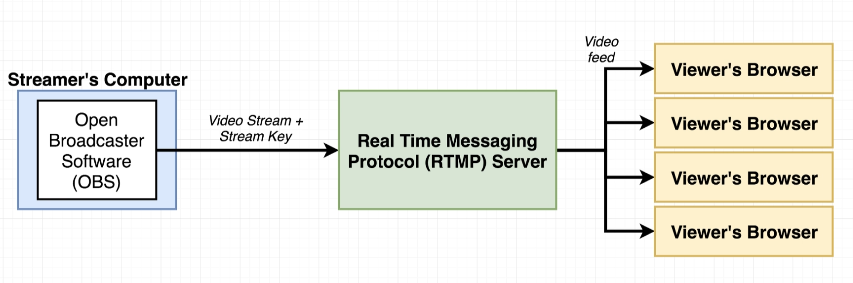 Streamer's Computer
Open
Broadcaster
Software
(OBS)
Video Stream +
Stream Key
Real Time Messaging
Protocol (RTMP) Server
Video
feed
Viewer's Browser
Viewer's Browser
Viewer's Browser
Viewer's Browser